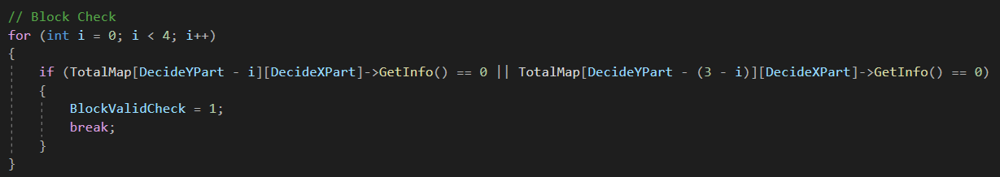 // Block Check
for (int i = 0; i < 4; i++)
{
    if (TotalMap[DecideYPart - i][DecideXPart]->GetInfo() == 0 || TotalMap[DecideYPart - (3 - i)][DecideXPart]->GetInfo() == 0)
    {
        BlockValidCheck = 1;
        break;
    }
}